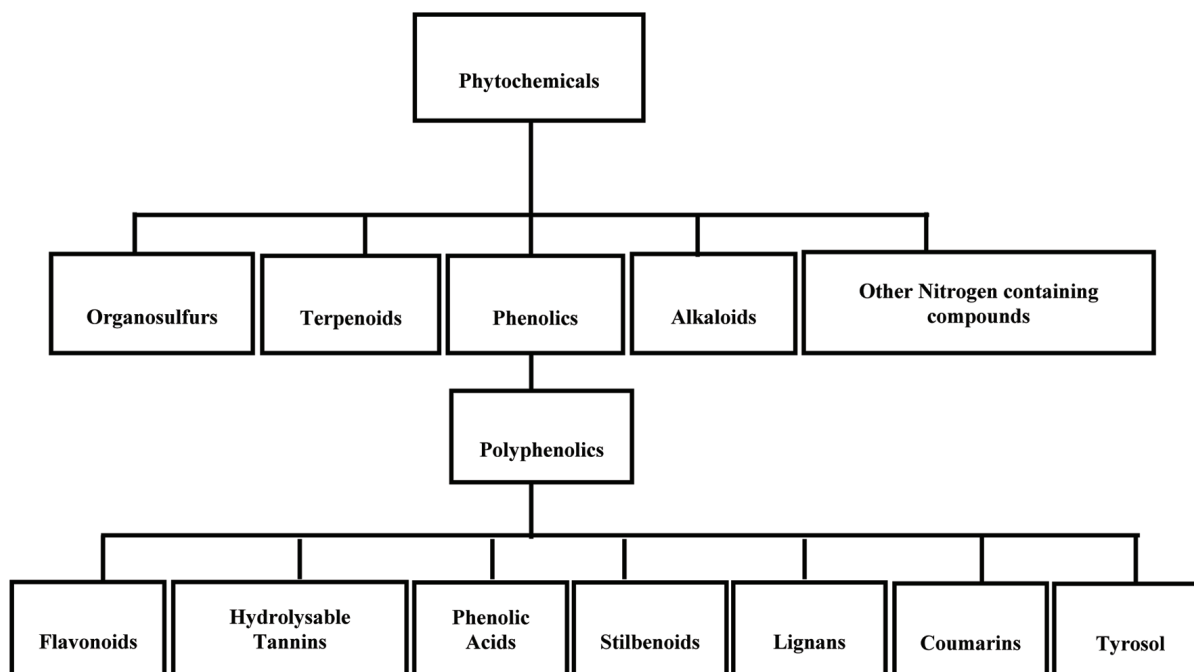 Phytochemicals
Organosulfurs
Terpenoids
Phenolics
Alkaloids
Other Nitrogen containing
compounds
Polyphenolics
Flavonoids
Hydrolysable
Tannins
Phenolic
Acids
Stilbenoids
Lignans
Coumarins
Tyrosol